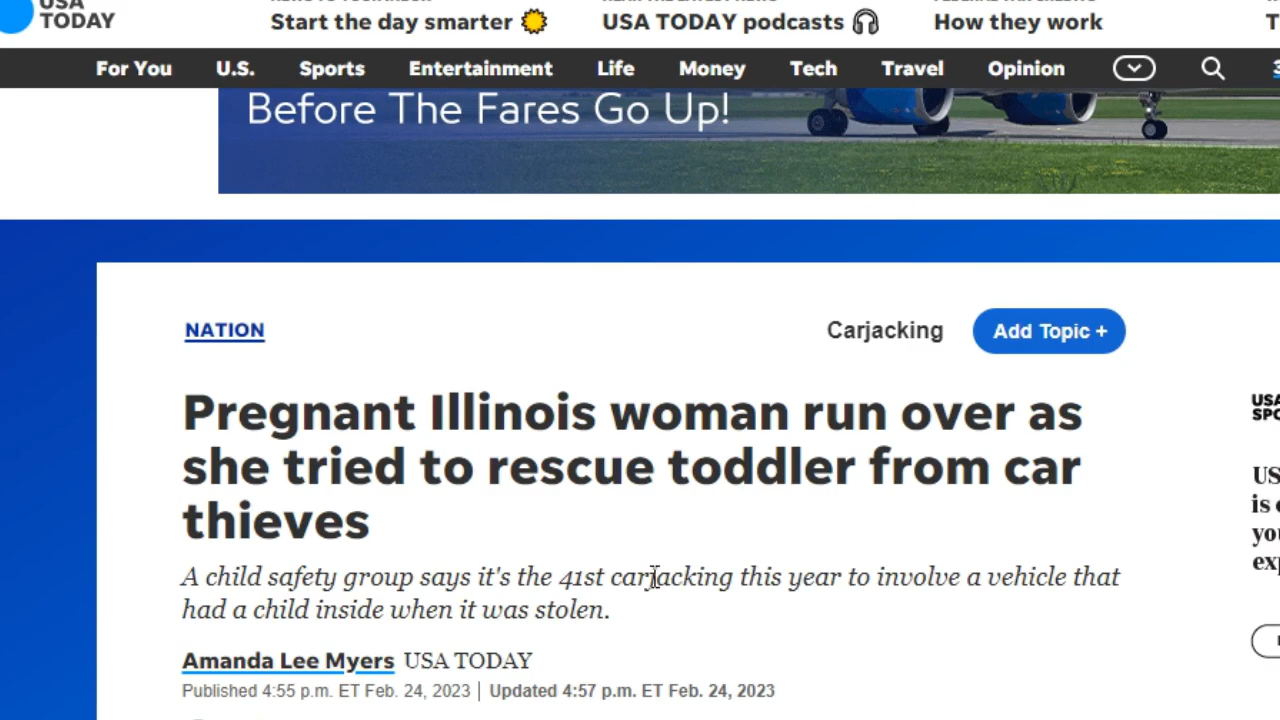 USA
TODAY
Start the day smarter
USA TODAY podcasts
How they work
For You U.S. Sports Entertainment Life Money Tech Travel Opinion
Before The Fares Go Up!
NATION
Carjacking Add Topic +
Pregnant Illinois woman run over as
she tried to rescue toddler from car
thieves
A child safety group says it's the 41st carjacking this year to involve a vehicle that
had a child inside when it was stolen.
Amanda Lee Myers USA TODAY
Published 4:55 p.m. ET Feb. 24, 2023 | Updated 4:57 p.m. ET Feb. 24, 2023